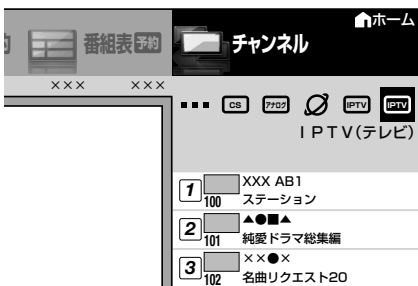 ホーム
番組表 予約 チャンネル
××× ×××
CS アナログ IPTV IPTV
IPTV(テレビ)
1 100 XXX AB1
ステーション
2 101 ▲●■▲
純愛ドラマ総集編
3 102 ××●×
名曲リクエスト20